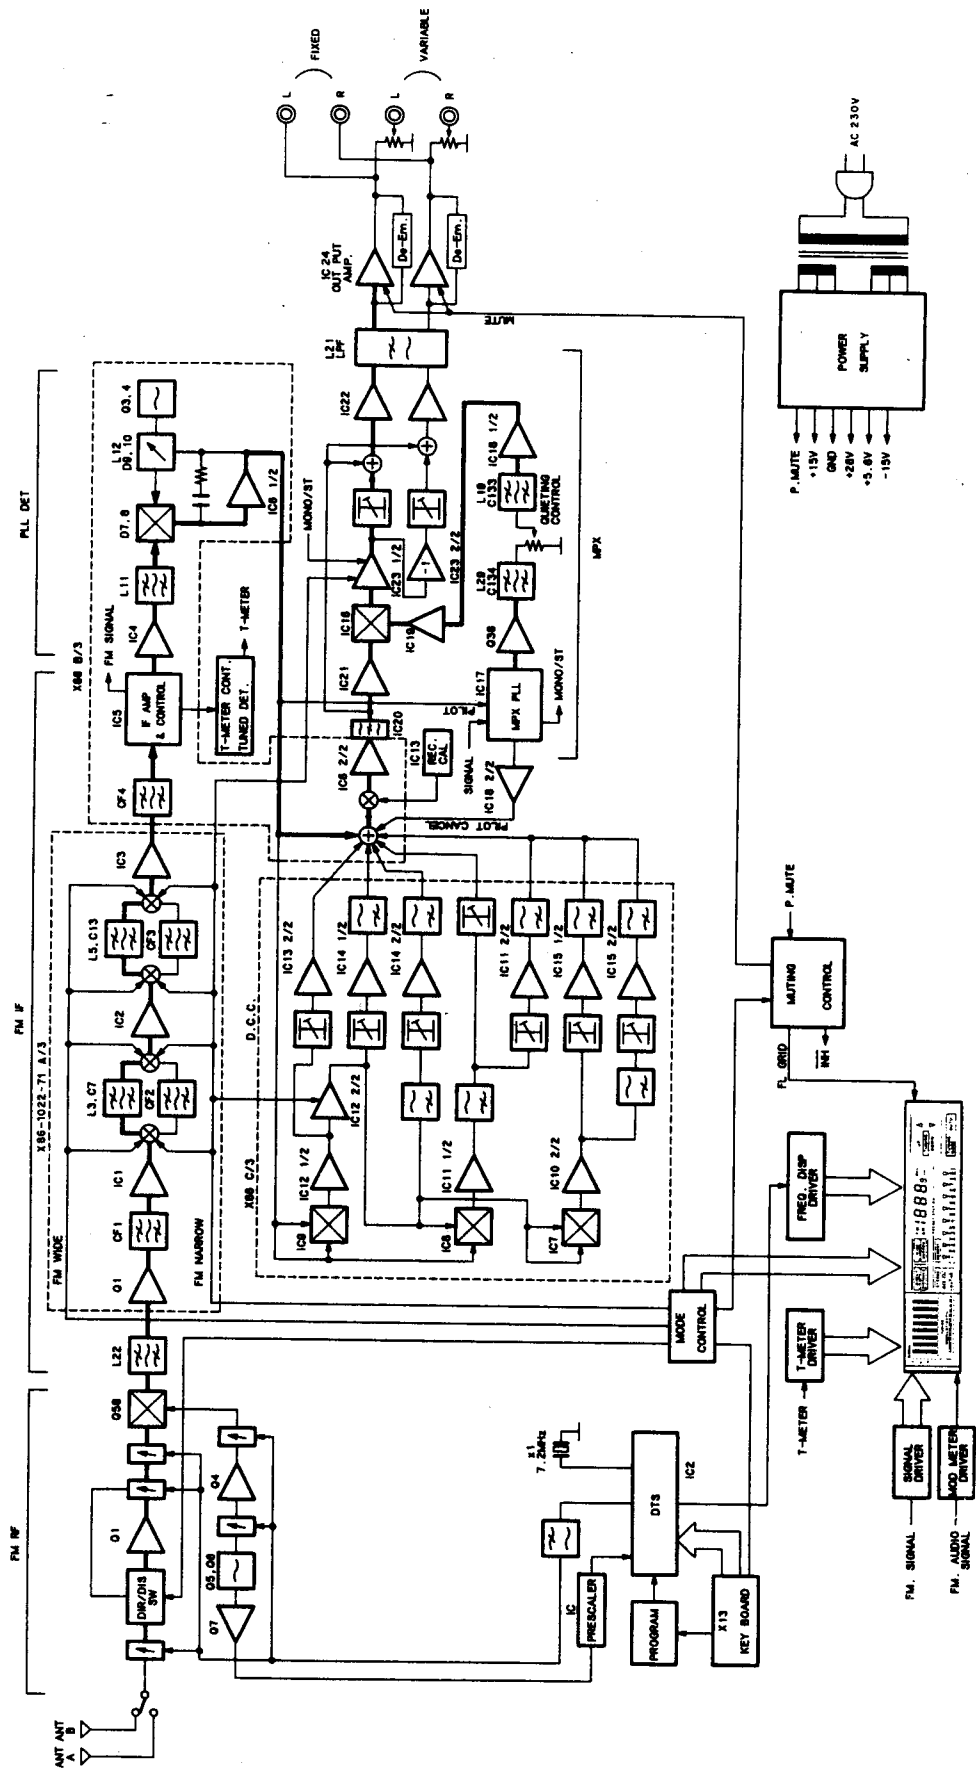 ANT A
ANT B
FM RF
DIR/DIS SW
Q1
Q58
Q7
Q5,Q6
Q4
FM IF
X86-1022-71 A/3
L22
FM WIDE
FM NARROW
Q1
CF1
IC1
L3,C7
CF2
IC2
L5,C13
CF3
IC3
X86 B/3
CF4
IC5
IF AMP & CONTROL
FM SIGNAL
T-METER CONT.
TUNED DET.
T-METER
PLL DET
IC4
L11
D7,8
L12
D9,10
Q3,4
IC6 1/2
X86 C/3
D.C.C.
IC9
IC12 1/2
IC12 2/2
IC13 2/2
IC14 1/2
IC14 2/2
IC8
IC11 1/2
IC11 2/2
IC7
IC10 2/2
IC15 1/2
IC15 2/2
IC6 2/2
IC13
REC. CAL
IC20
PILOT
PILOT CANCEL
IC18 2/2
SIGNAL
IC17
MPX PLL
MONO/ST
IC21
IC16
IC19
IC23 1/2
-1
IC23 2/2
MONO/ST
Q36
L29
C134
QUIETING CONTROL
L19
C133
IC18 1/2
MPX
IC22
L21
LPF
IC24
OUT PUT
AMP.
MUTE
De-Em.
De-Em.
L
R
FIXED
L
R
VARIABLE
IC
PRESCALER
PROGRAM
X13
KEY BOARD
DTS
IC2
X1
7.2MHz
MODE CONTROL
T-METER
T-METER DRIVER
FREQ. DISP DRIVER
FM. SIGNAL
SIGNAL DRIVER
FM. AUDIO SIGNAL
MOD METER DRIVER
FL GRID
INH
MUTING CONTROL
P.MUTE
P.MUTE
+15V
GND
+26V
+5.6V
-15V
POWER SUPPLY
AC 230V